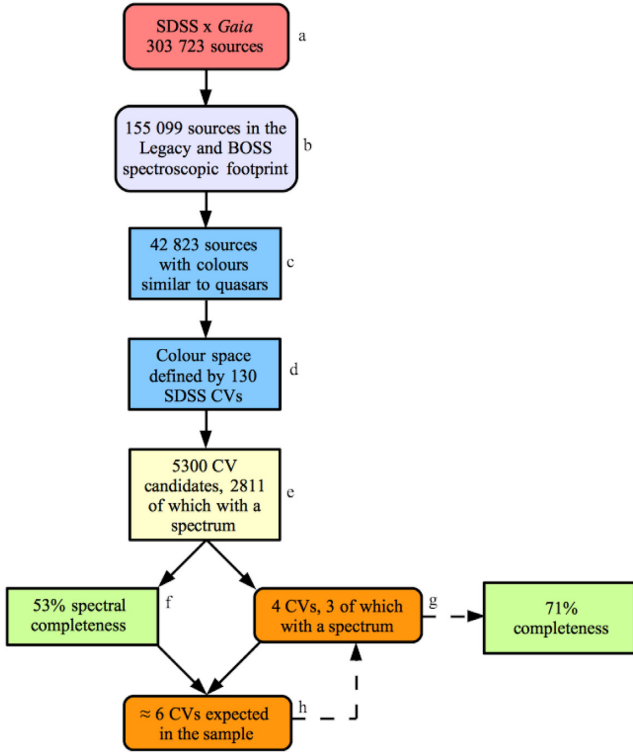 SDSS x Gaia
303 723 sources
a
155 099 sources in the
Legacy and BOSS
spectroscopic footprint
b
42 823 sources
with colours
similar to quasars
c
Colour space
defined by 130
SDSS CVs
d
5300 CV
candidates, 2811
of which with a
spectrum
e
53% spectral
completeness
f
4 CVs, 3 of which
with a spectrum
g
71%
completeness
≈ 6 CVs expected
in the sample
h